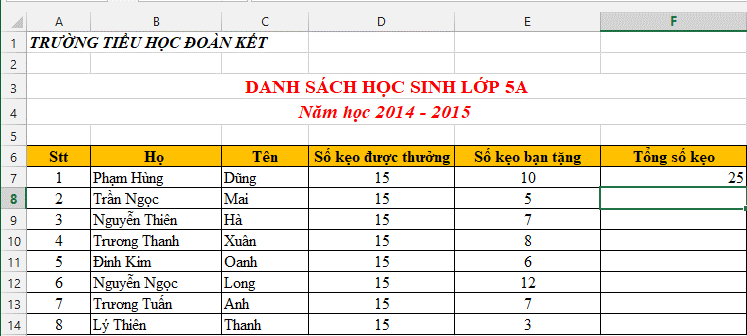 A B C D E F
1 TRƯỜNG TIỂU HỌC ĐOÀN KẾT
2
3 DANH SÁCH HỌC SINH LỚP 5A
4 Năm học 2014 - 2015
5
6 Stt Họ Tên Số kẹo được thưởng Số kẹo bạn tặng Tổng số kẹo
7 1 Phạm Hùng Dũng 15 10 25
8 2 Trần Ngọc Mai 15 5
9 3 Nguyễn Thiên Hà 15 7
10 4 Trương Thanh Xuân 15 8
11 5 Đinh Kim Oanh 15 6
12 6 Nguyễn Ngọc Long 15 12
13 7 Trương Tuấn Anh 15 7
14 8 Lý Thiên Thanh 15 3